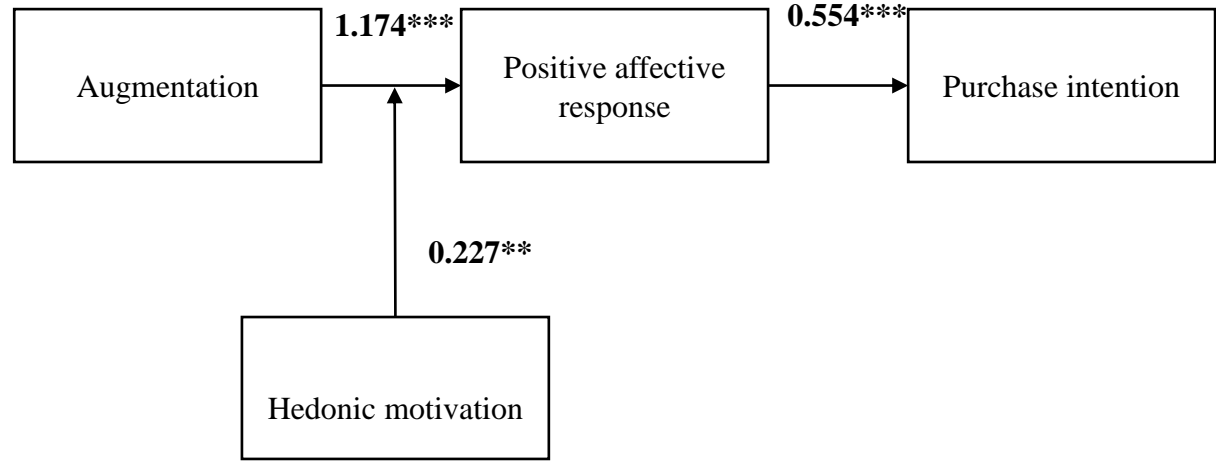 1.174***
0.554***
Augmentation
Positive affective
response
Purchase intention
0.227**
Hedonic motivation